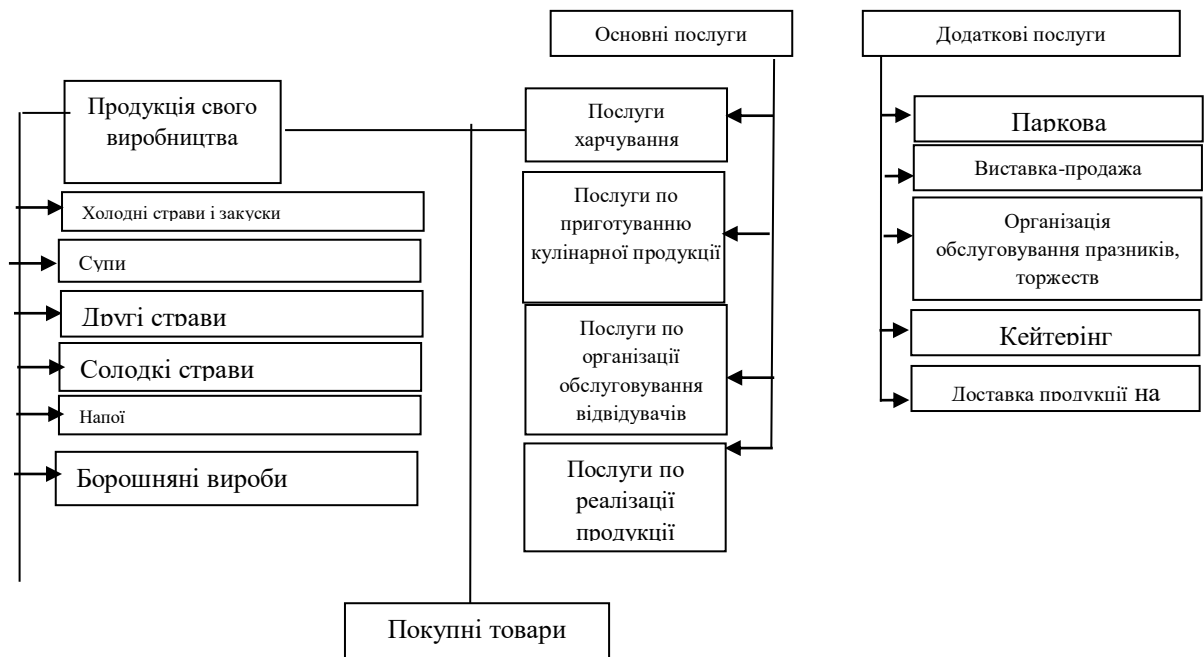 Основні послуги
Додаткові послуги
Продукція свого
виробництва
Холодні страви і закуски
Супи
Другі страви
Солодкі страви
Напої
Борошняні вироби
Послуги
харчування
Послуги по
приготуванню
кулінарної продукції
Послуги по
організації
обслуговування
відвідувачів
Послуги по
реалізації
продукції
Паркова
Виставка-продажа
Організація
обслуговування празників,
торжеств
Кейтерінг
Доставка продукції на
Покупні товари